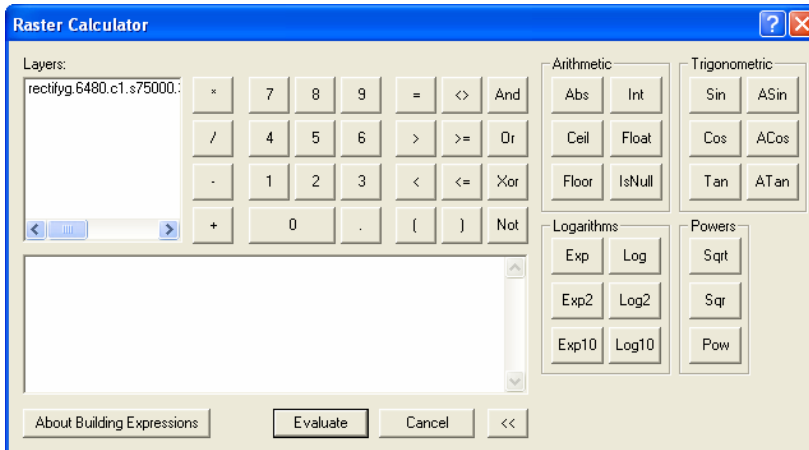 Raster Calculator
Layers:
rectifyg.6480.c1.s75000.
* 7 8 9 = <> And
/ 4 5 6 > >= Or
- 1 2 3 < <= Xor
+ 0 . ( ) Not
Arithmetic
Abs Int
Ceil Float
Floor IsNull
Trigonometric
Sin ASin
Cos ACos
Tan ATan
Logarithms
Exp Log
Exp2 Log2
Exp10 Log10
Powers
Sqrt
Sqr
Pow
About Building Expressions Evaluate Cancel <<